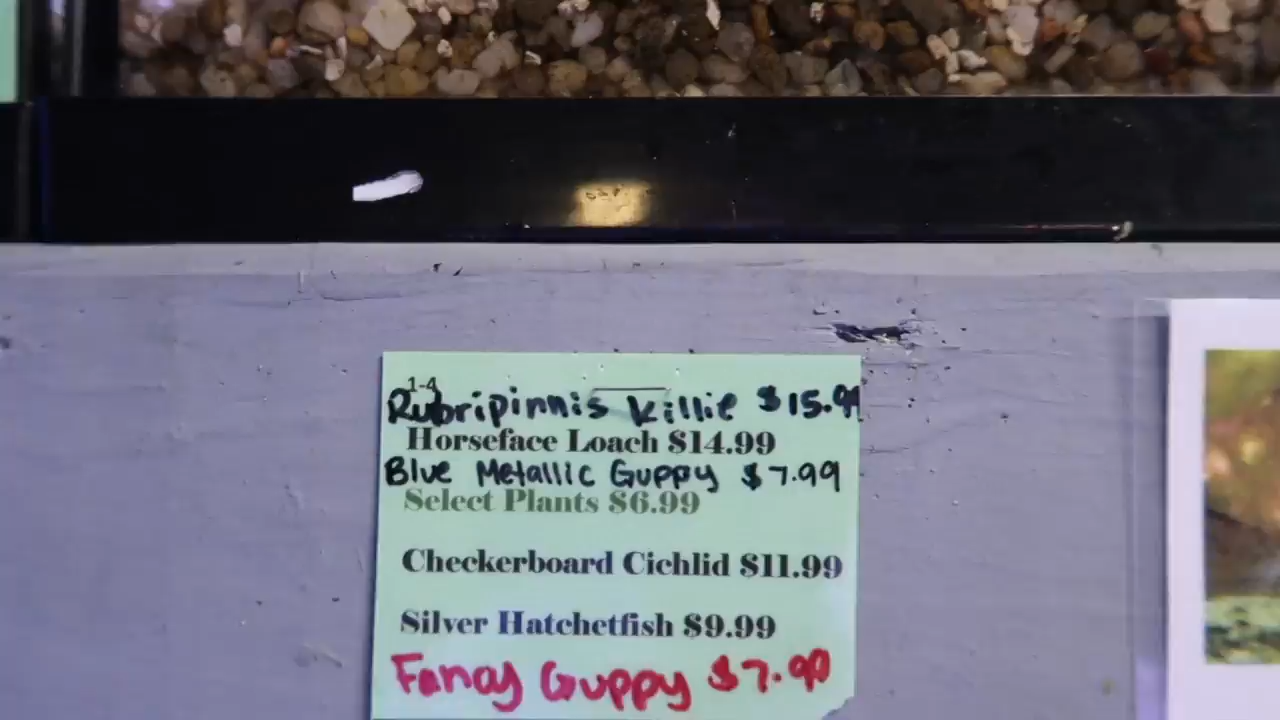 1-4
Rubripinnis killie $15.99
Horseface Loach $14.99
Blue Metallic Guppy $7.99
Select Plants $6.99
Checkerboard Cichlid $11.99
Silver Hatchetfish $9.99
Fancy Guppy $7.99